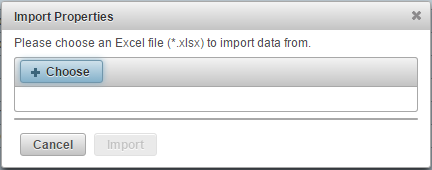 Import Properties
Please choose an Excel file (*.xlsx) to import data from.
+ Choose
Cancel Import